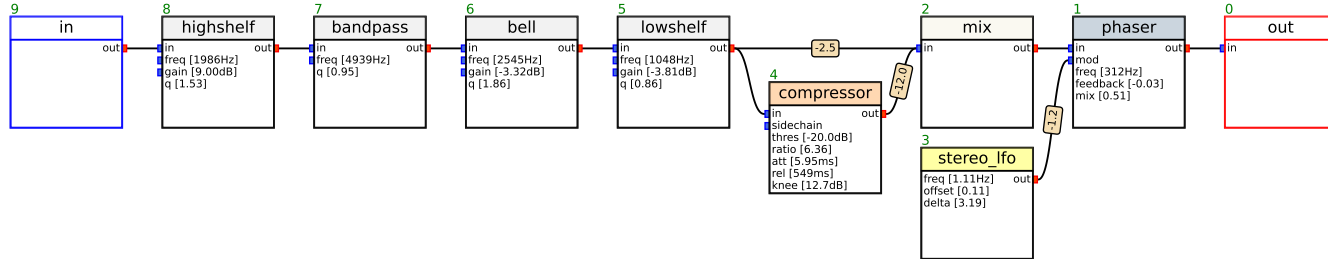 9
in
out
8
highshelf
in out
freq [1986Hz]
gain [9.00dB]
q [1.53]
7
bandpass
in out
freq [4939Hz]
q [0.95]
6
bell
in out
freq [2545Hz]
gain [-3.32dB]
q [1.86]
5
lowshelf
in out
freq [1048Hz]
gain [-3.81dB]
q [0.86]
-2.5
4
compressor
in out
sidechain
thres [-20.0dB]
ratio [6.36]
att [5.95ms]
rel [549ms]
knee [12.7dB]
-12.0
2
mix
in out
3
stereo_lfo
freq [1.11Hz] out
offset [0.11]
delta [3.19]
-1.2
1
phaser
in out
mod
freq [312Hz]
feedback [-0.03]
mix [0.51]
0
out
in